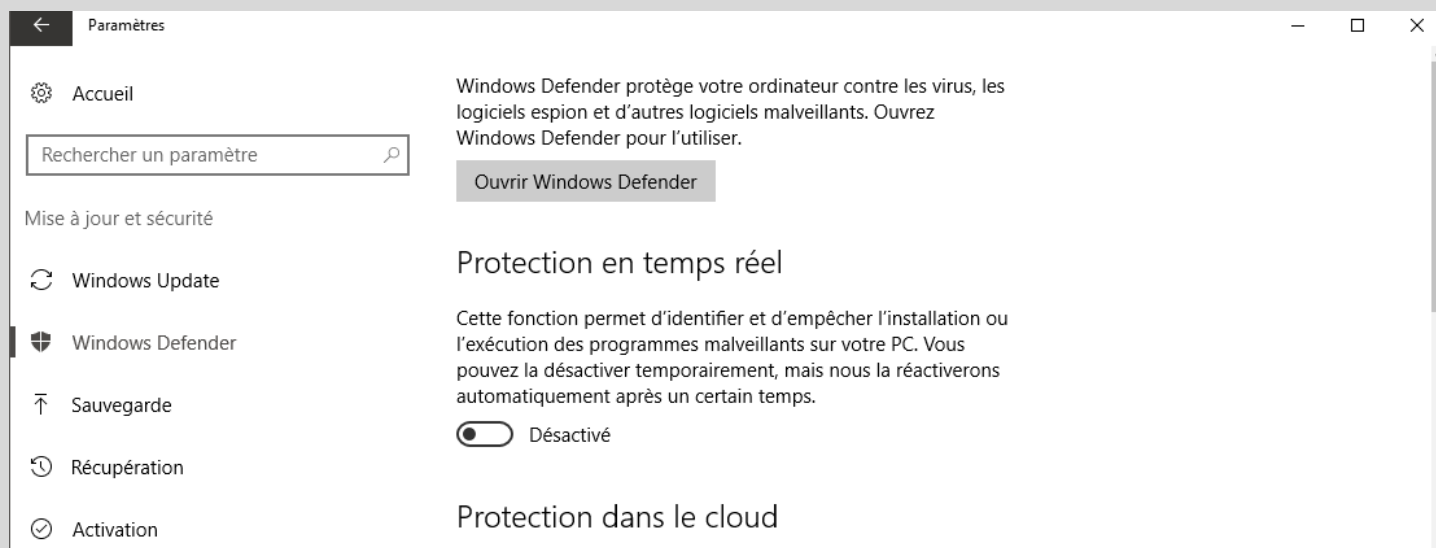 Paramètres
Accueil
Rechercher un paramètre
Mise à jour et sécurité
Windows Update
Windows Defender
Sauvegarde
Récupération
Activation
Windows Defender protège votre ordinateur contre les virus, les
logiciels espion et d’autres logiciels malveillants. Ouvrez
Windows Defender pour l’utiliser.
Ouvrir Windows Defender
Protection en temps réel
Cette fonction permet d’identifier et d’empêcher l’installation ou
l’exécution des programmes malveillants sur votre PC. Vous
pouvez la désactiver temporairement, mais nous la réactiverons
automatiquement après un certain temps.
Désactivé
Protection dans le cloud